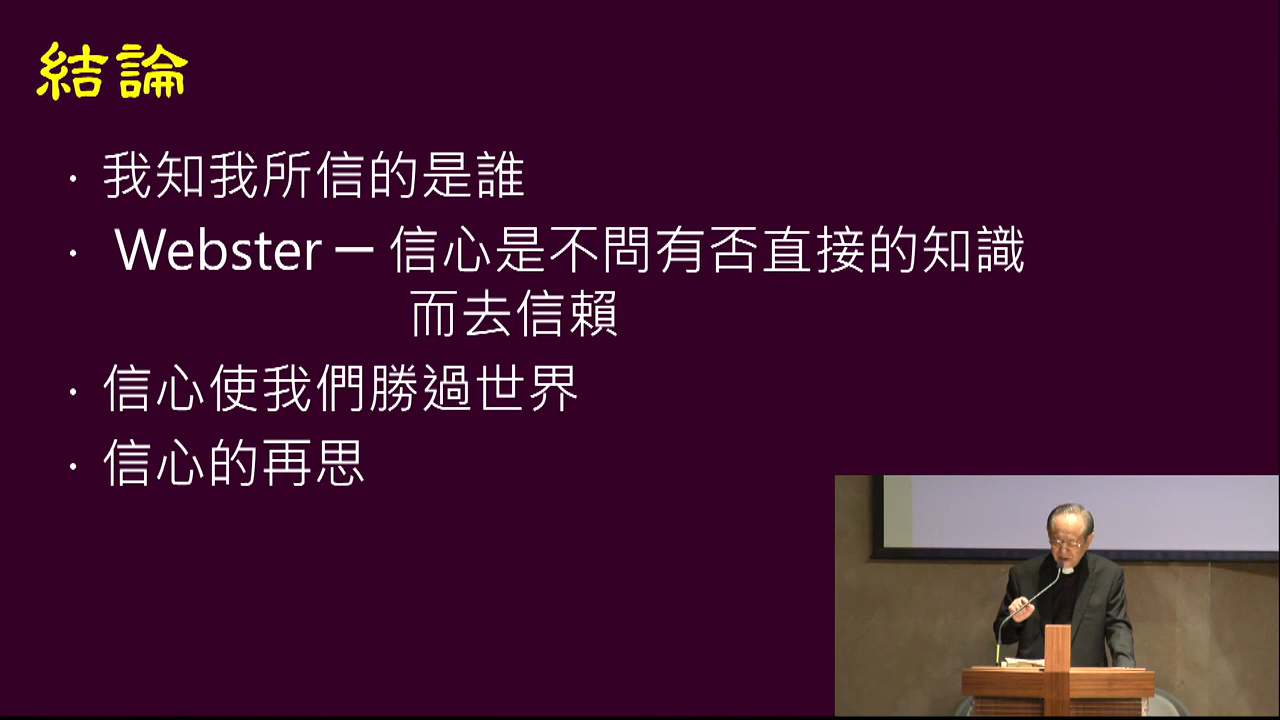 結論
· 我知我所信的是誰
· Webster – 信心是不問有否直接的知識
而去信賴
· 信心使我們勝過世界
· 信心的再思